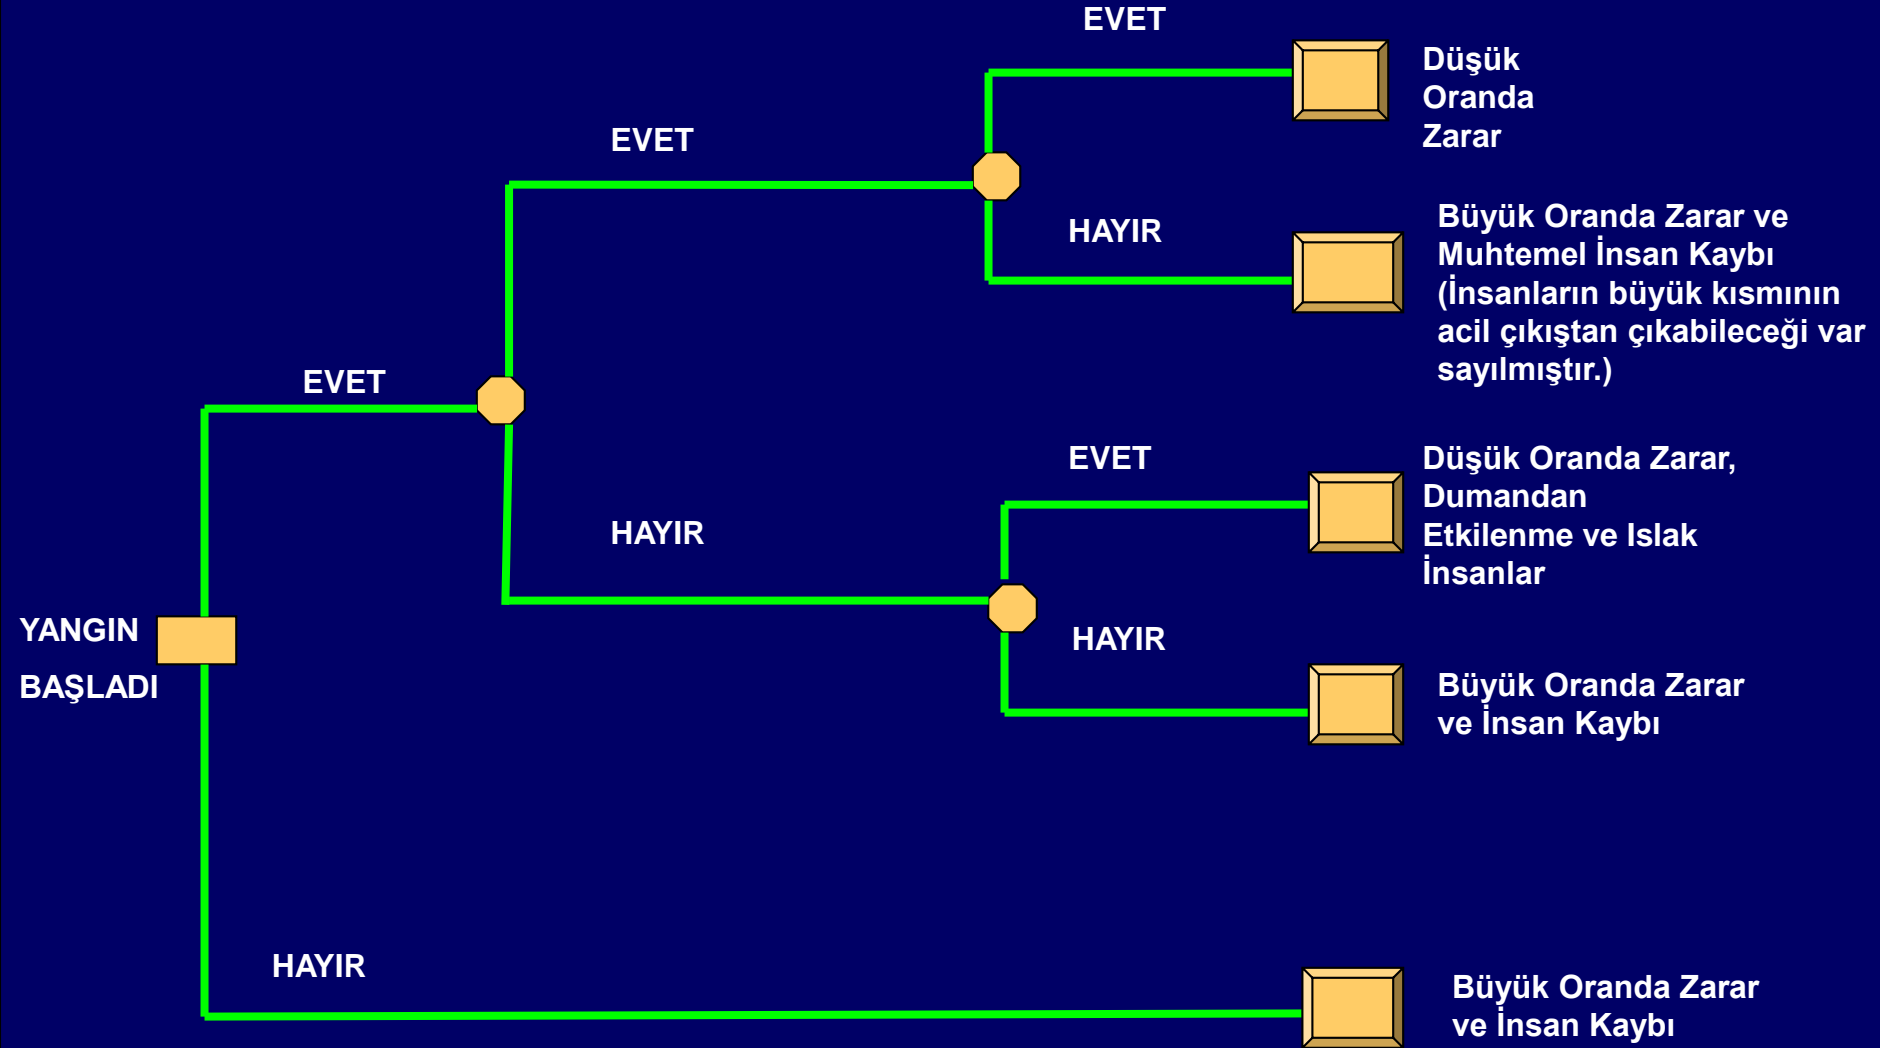 EVET
Düşük
Oranda
Zarar
EVET
HAYIR
Büyük Oranda Zarar ve
Muhtemel İnsan Kaybı
(İnsanların büyük kısmının
acil çıkıştan çıkabileceği var
sayılmıştır.)
EVET
EVET
Düşük Oranda Zarar,
Dumandan
Etkilenme ve Islak
İnsanlar
HAYIR
HAYIR
YANGIN
BAŞLADI
Büyük Oranda Zarar
ve İnsan Kaybı
HAYIR
Büyük Oranda Zarar
ve İnsan Kaybı